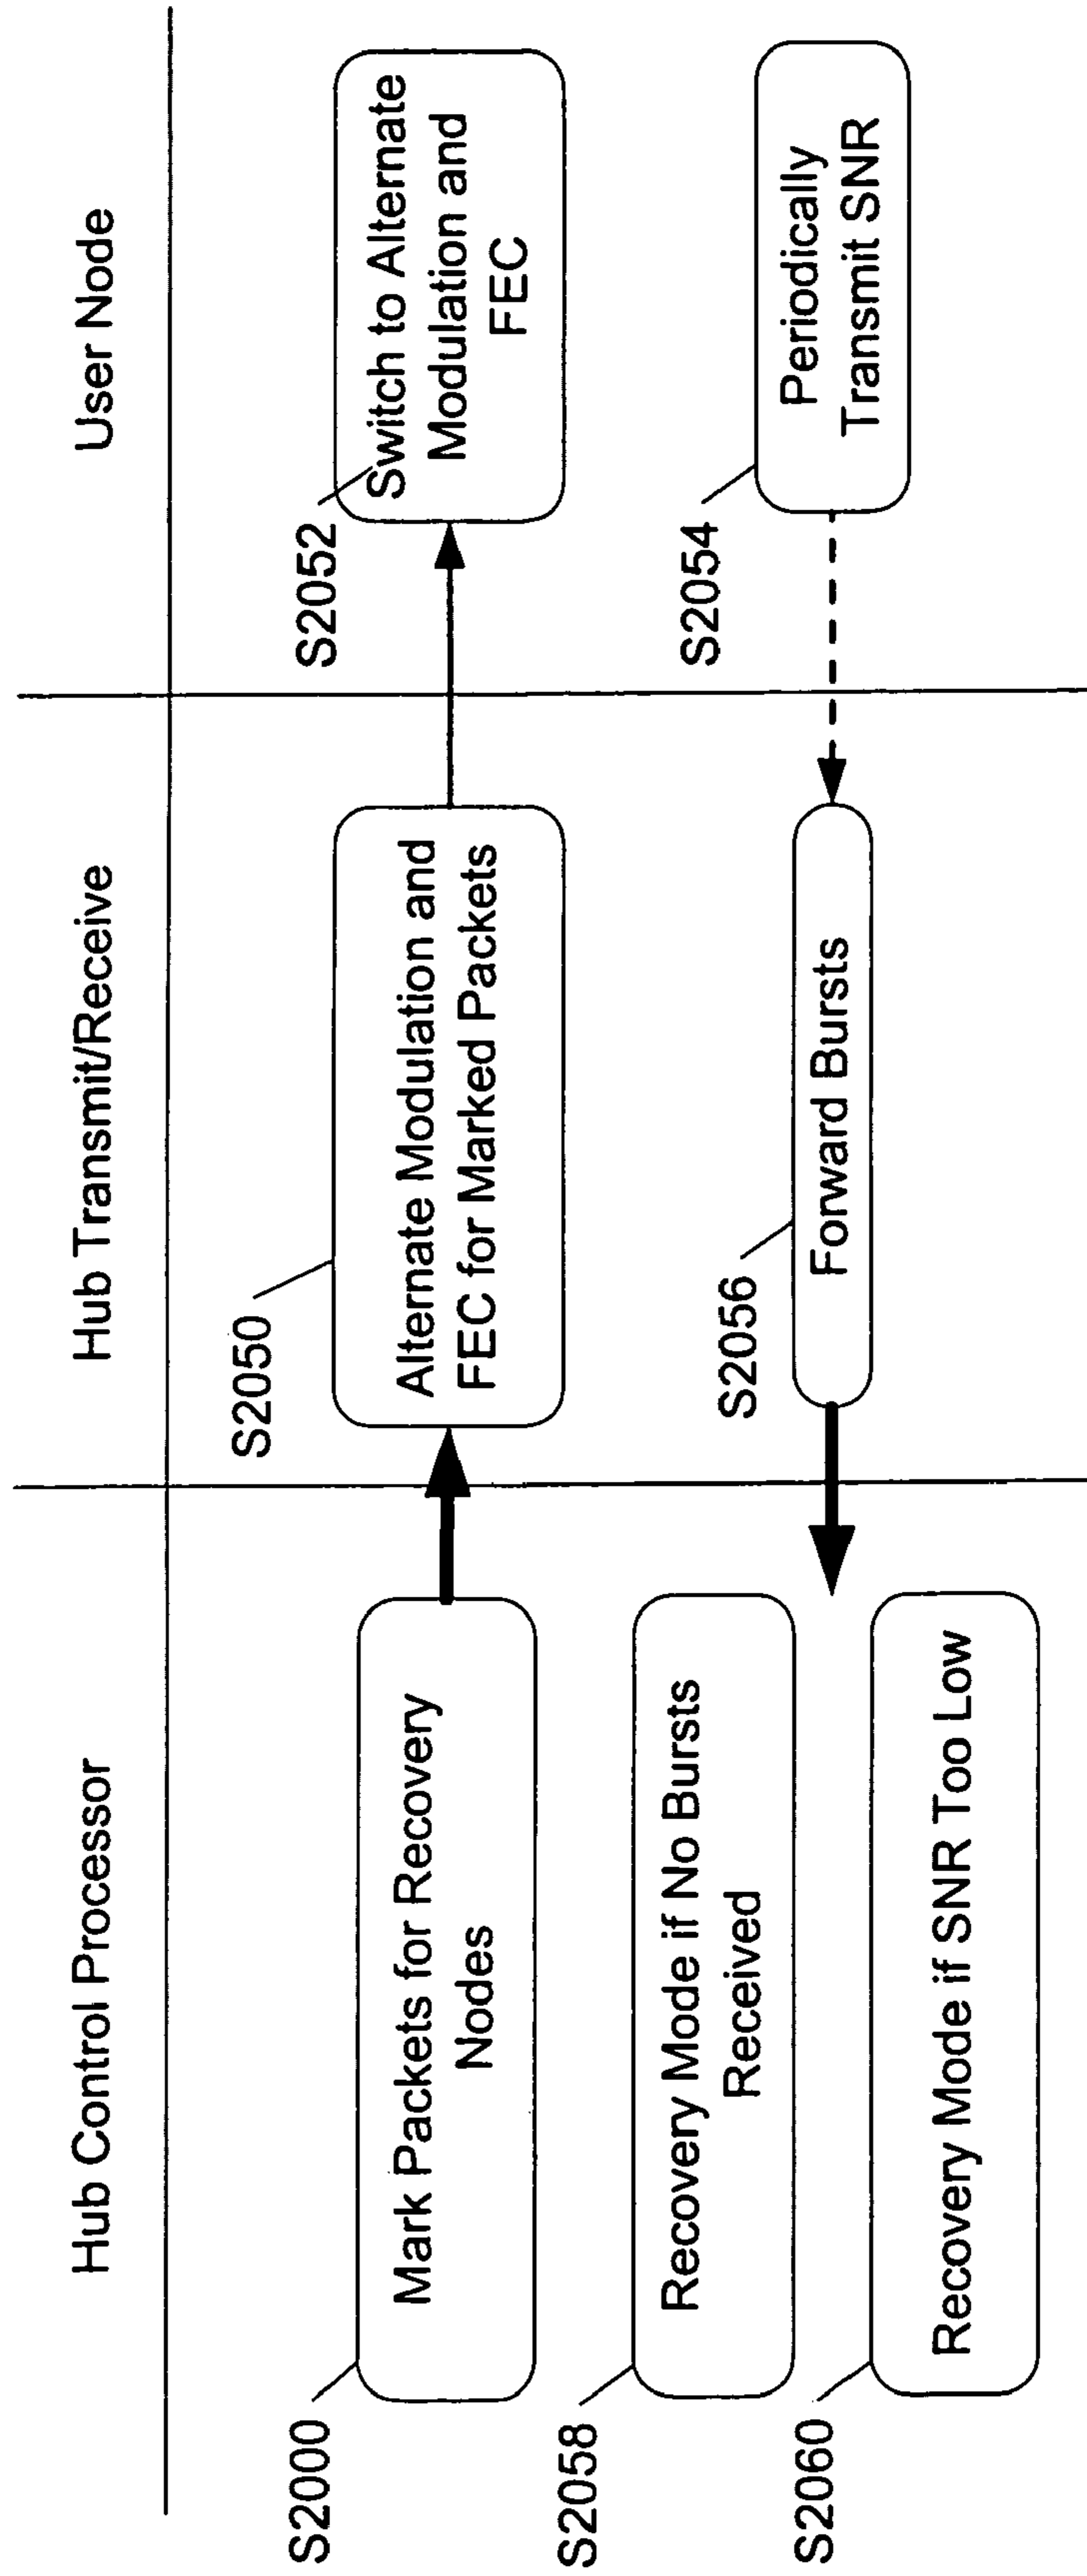 Hub Control Processor
Hub Transmit/Receive
User Node
S2000
Mark Packets for Recovery
Nodes
S2050
Alternate Modulation and
FEC for Marked Packets
S2052
Switch to Alternate
Modulation and
FEC
S2054
Periodically
Transmit SNR
S2056
Forward Bursts
S2058
Recovery Mode if No Bursts
Received
S2060
Recovery Mode if SNR Too Low